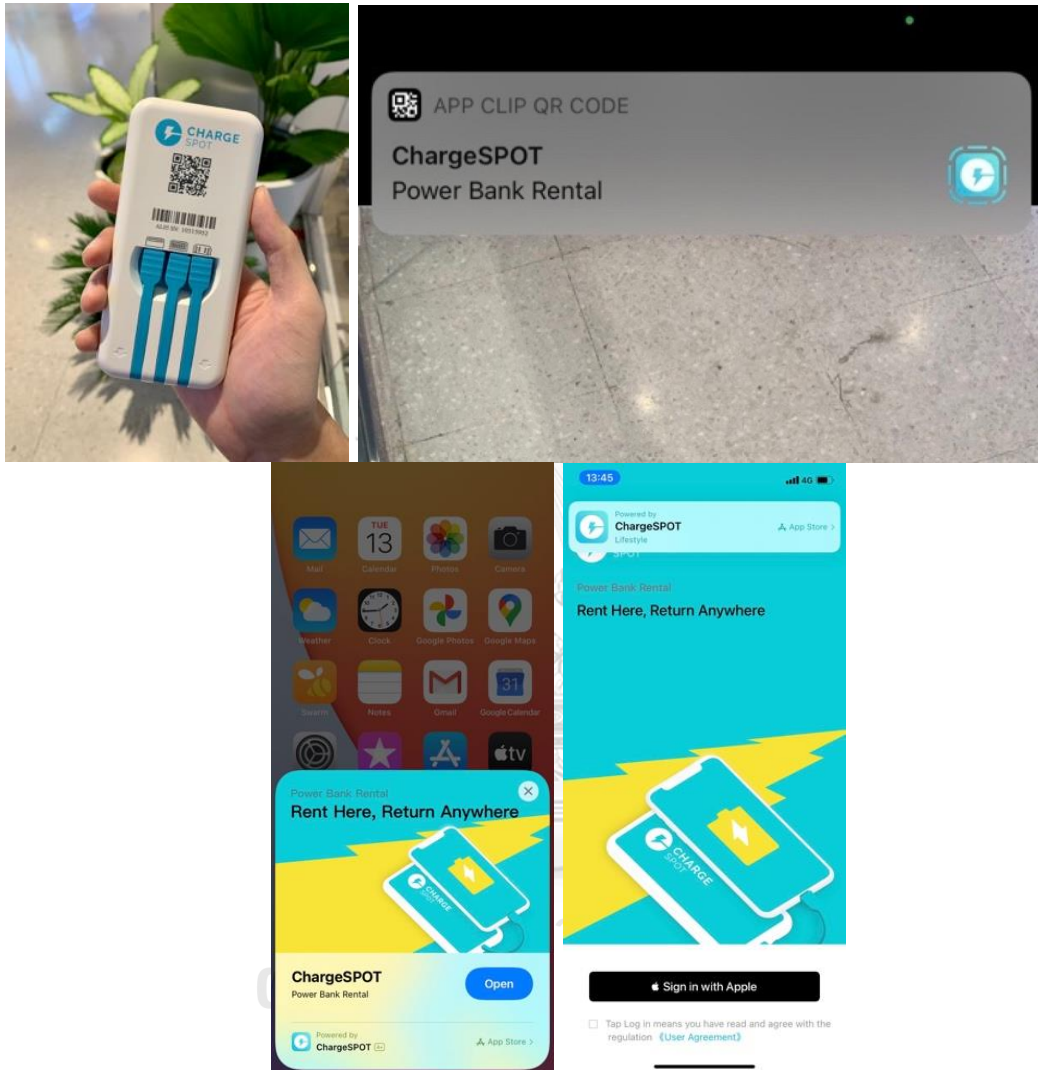 CHARGE
SPOT
APP CLIP QR CODE
ChargeSPOT
Power Bank Rental
TUE
13
Mail
Calendar
Photos
Camera
Weather
Clock
Google Photos
Google Maps
31
Swarm
Notes
Gmail
Google Calendar
tv
Power Bank Rental
Rent Here, Return Anywhere
CHARGE
SPOT
ChargeSPOT
Power Bank Rental
Open
Powered by
ChargeSPOT
App Store >
13:45
4G
Powered by
ChargeSPOT
Lifestyle
App Store >
SPOT
Power Bank Rental
Rent Here, Return Anywhere
CHARGE
SPOT
Sign in with Apple
Tap Log in means you have read and agree with the
regulation 《User Agreement》